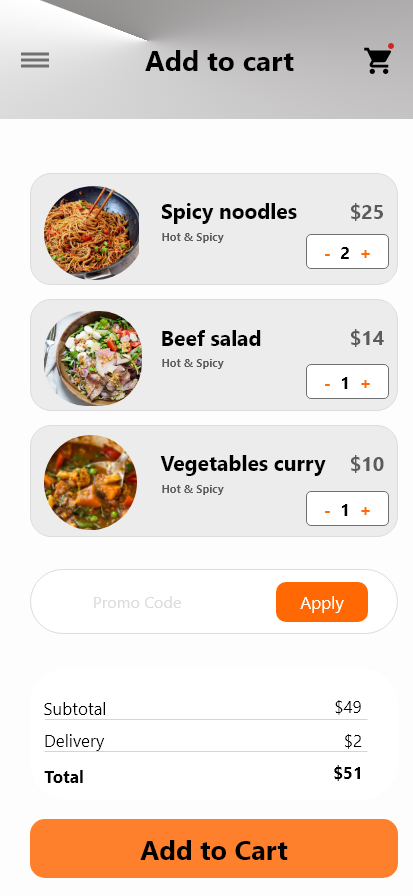 Add to cart
Spicy noodles $25
Hot & Spicy
- 2 +
Beef salad $14
Hot & Spicy
- 1 +
Vegetables curry $10
Hot & Spicy
- 1 +
Promo Code Apply
Subtotal $49
Delivery $2
Total $51
Add to Cart